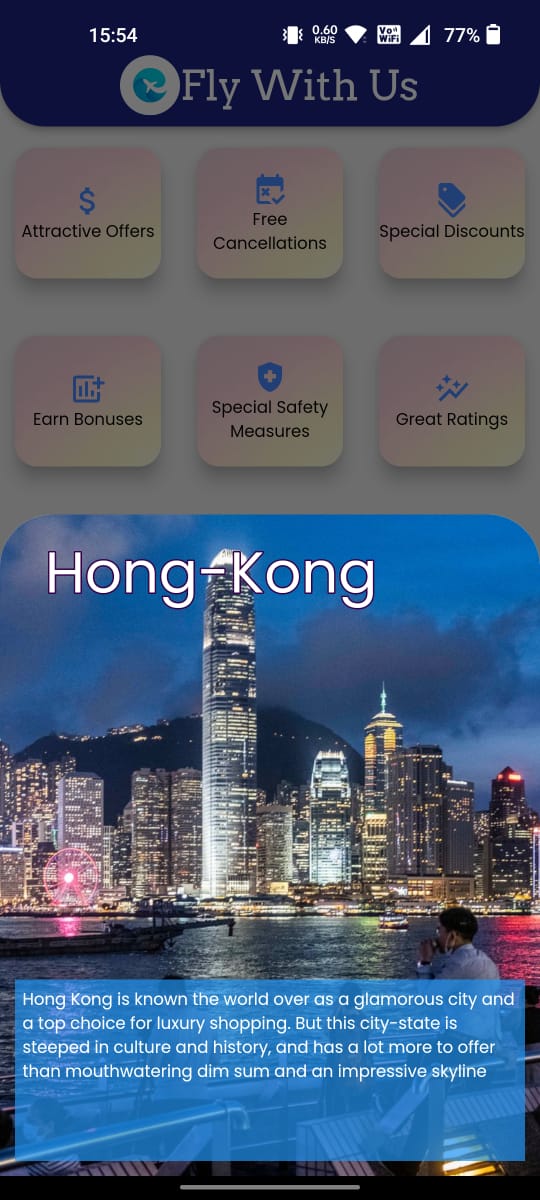 15:54
0.60
KB/S
Vo
WiFi
77%
Fly With Us
Attractive Offers
Free
Cancellations
Special Discounts
Earn Bonuses
Special Safety
Measures
Great Ratings
Hong-Kong
Hong Kong is known the world over as a glamorous city and
a top choice for luxury shopping. But this city-state is
steeped in culture and history, and has a lot more to offer
than mouthwatering dim sum and an impressive skyline